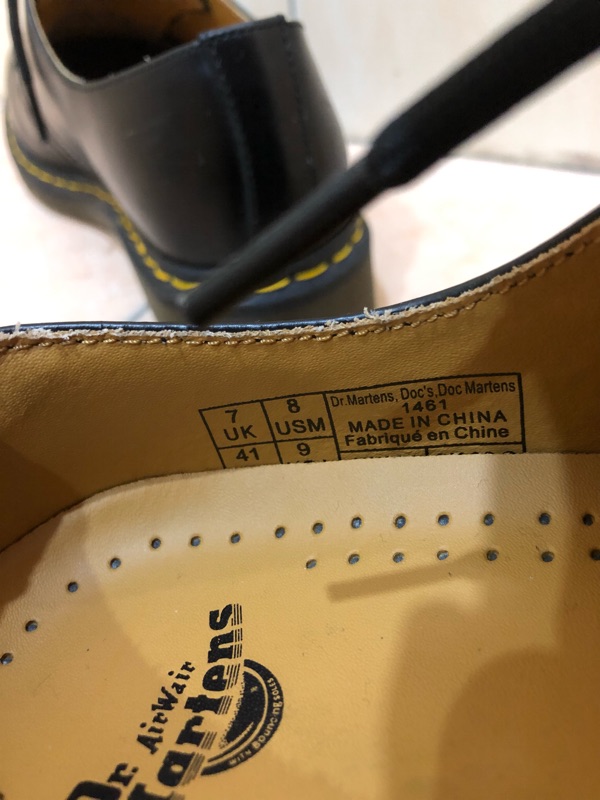 7 UK
8 USM
Dr.Martens, Doc's,Doc Martens
1461
MADE IN CHINA
Fabriqué en Chine
41
9
Dr.
AirWair
Martens
WITH BOUNCING SOLES